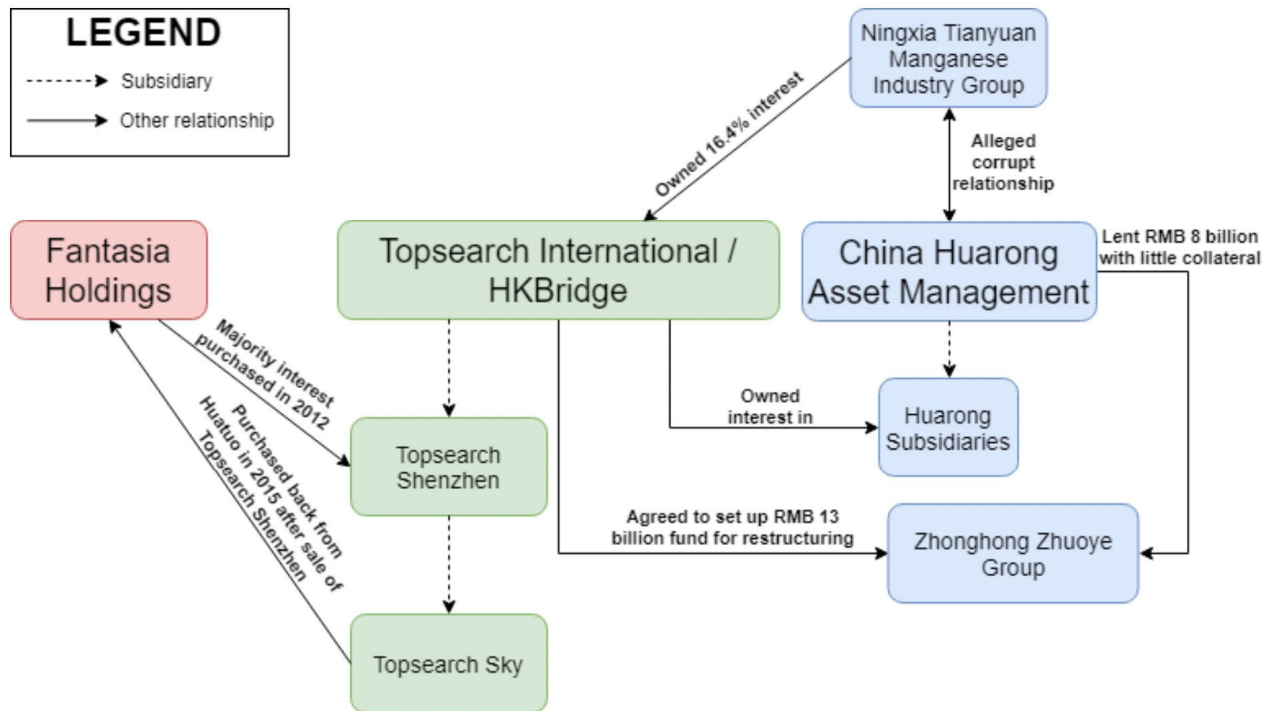 LEGEND
Subsidiary
Other relationship
Ningxia Tianyuan
Manganese
Industry Group
Owned 16.4% interest
Alleged
corrupt
relationship
Fantasia
Holdings
Topsearch International /
HKBridge
China Huarong
Asset Management
Lent RMB 8 billion
with little collateral
Majority interest
purchased in 2012
Owned
interest in
Huarong
Subsidiaries
Purchased back from
Huatuo in 2015 after sale of
Topsearch Shenzhen
Topsearch
Shenzhen
Agreed to set up RMB 13
billion fund for restructuring
Zhonghong Zhuoye
Group
Topsearch Sky